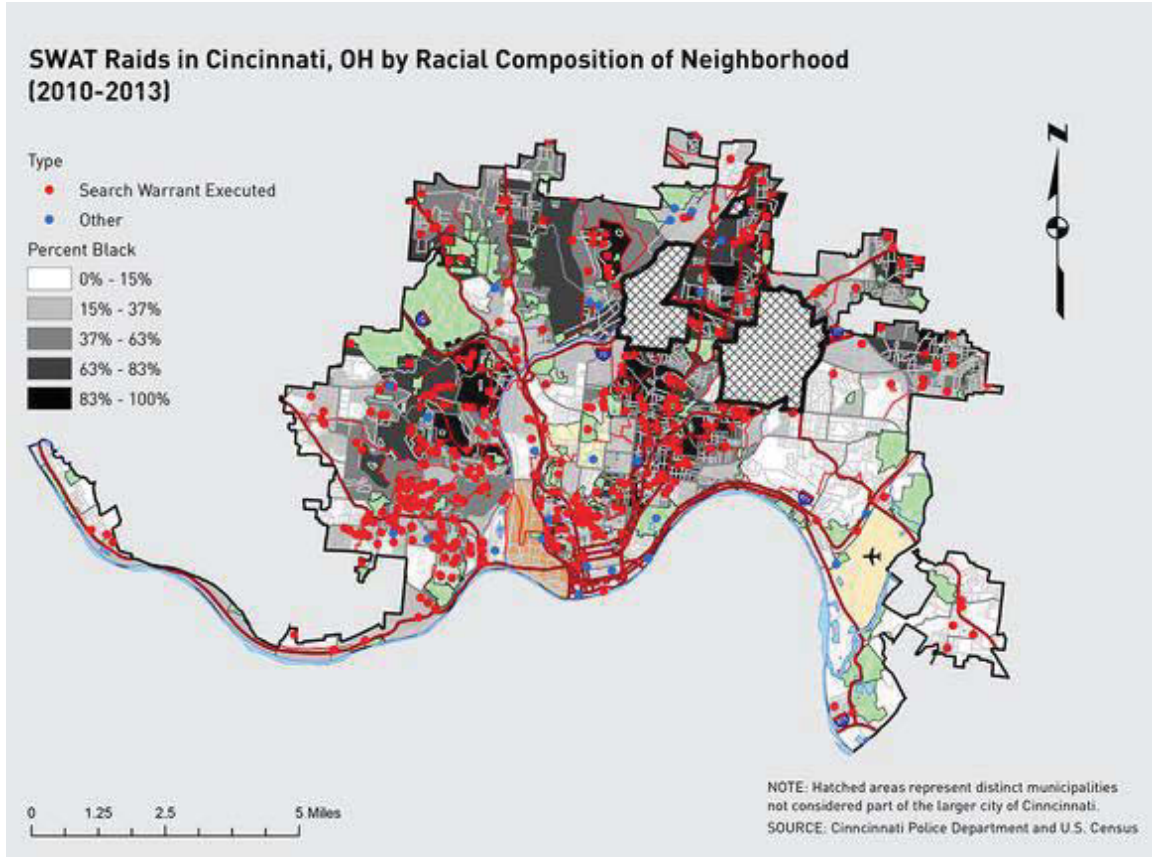 SWAT Raids in Cincinnati, OH by Racial Composition of Neighborhood
(2010-2013)
Type
Search Warrant Executed
Other
Percent Black
0% - 15%
15% - 37%
37% - 63%
63% - 83%
83% - 100%
N
0 1.25 2.5 5 Miles
NOTE: Hatched areas represent distinct municipalities
not considered part of the larger city of Cinncinati.
SOURCE: Cinncinnati Police Department and U.S. Census